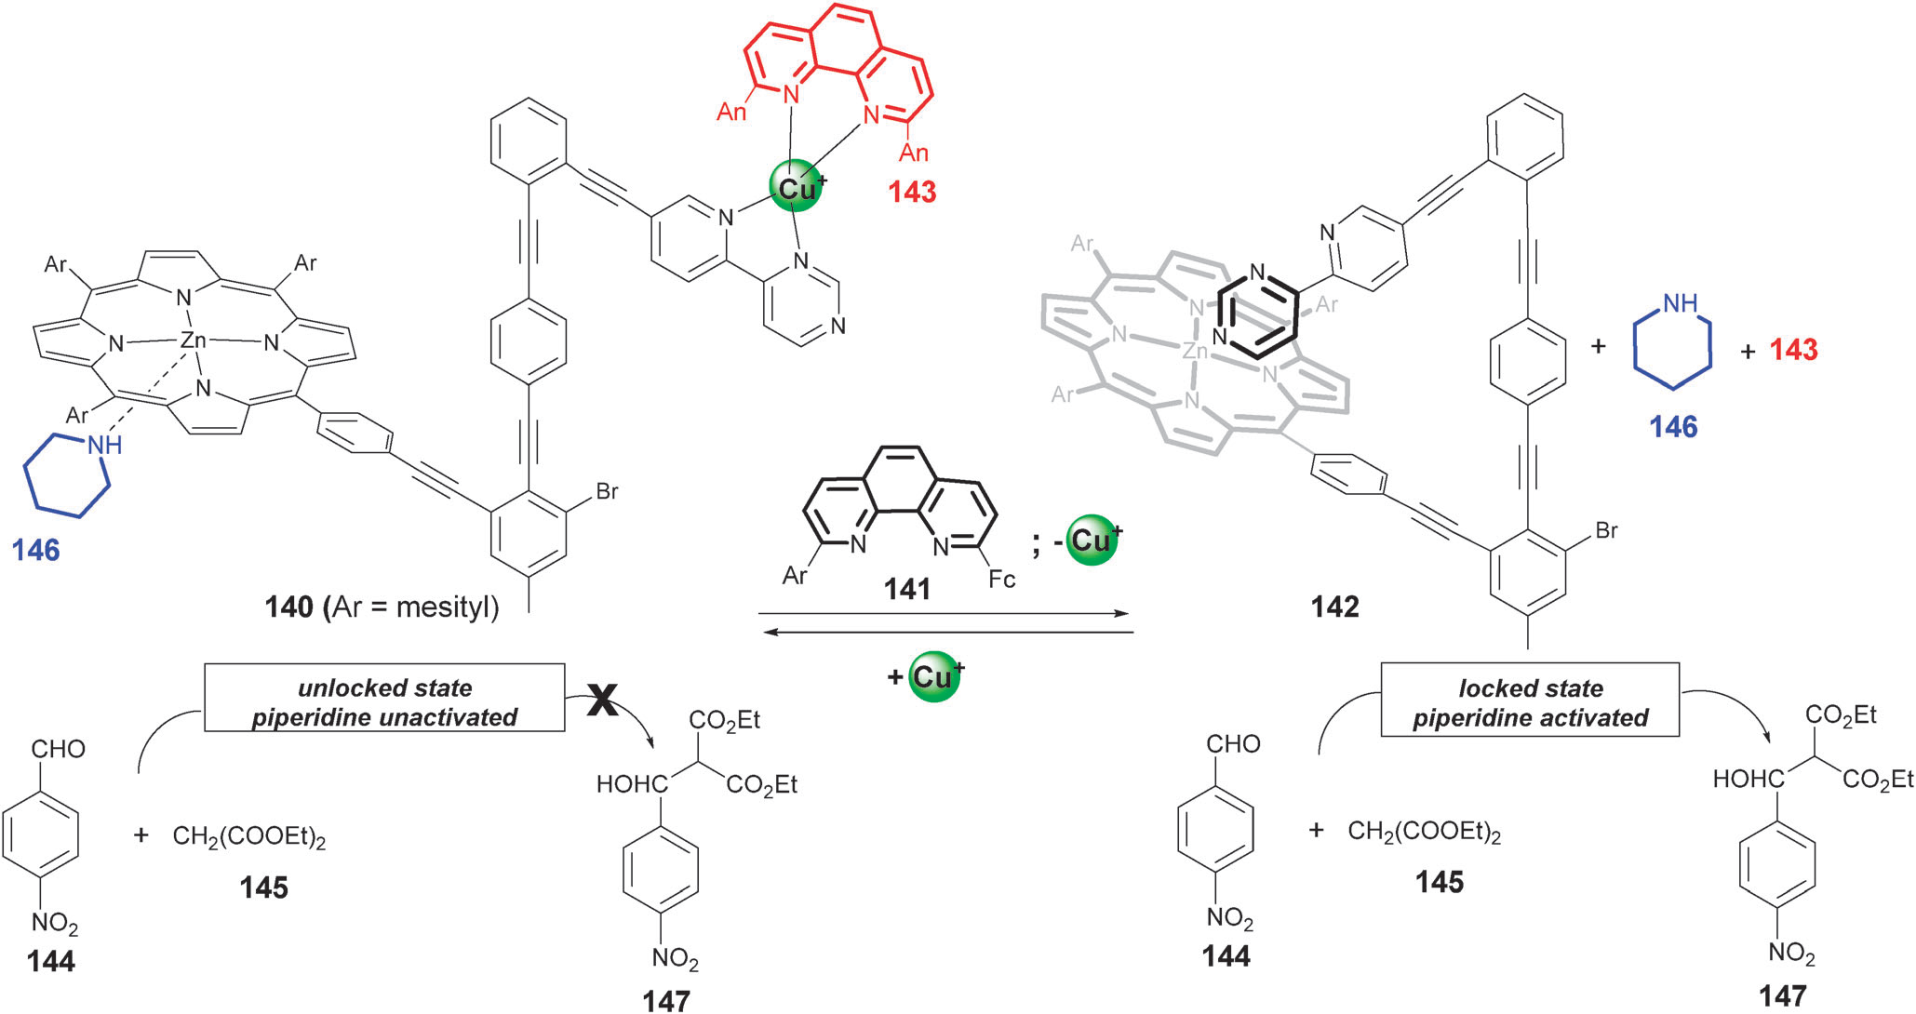 An
N
N
An
Cu+
143
N
N
N
Ar
Ar
N
N
Zn
N
N
Ar
NH
146
Br
140 (Ar = mesityl)
N
N
Ar
Fc
141
; - Cu+
+ Cu+
Ar
N
N
N
Ar
N
N
Zn
N
N
Ar
Br
142
+
NH
146
+ 143
unlocked state
piperidine unactivated
X
CHO
NO2
144
+
CH2(COOEt)2
145
CO2Et
HOHC
CO2Et
NO2
147
locked state
piperidine activated
CHO
NO2
144
+
CH2(COOEt)2
145
CO2Et
HOHC
CO2Et
NO2
147